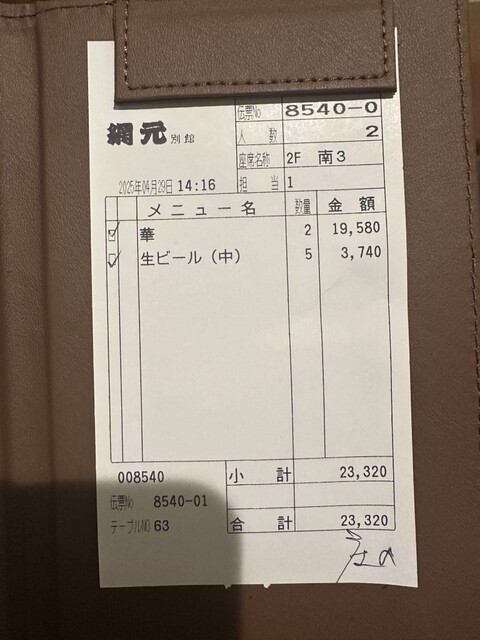 伝票No 8540-0
網元 別館
人数 2
座席名称 2F 南3
2025年04月29日 14:16
担当 1
メニュー名 数量 金額
華 2 19,580
生ビール(中) 5 3,740
008540 小計 23,320
伝票No 8540-01
テーブルNO 63 合計 23,320